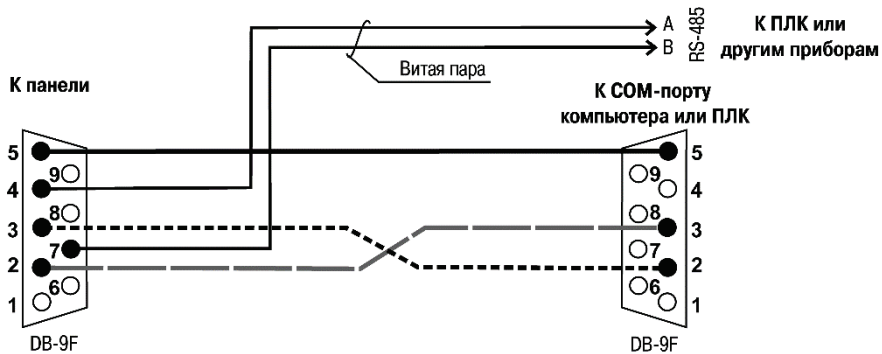 A
B
RS-485
К ПЛК или
другим приборам
Витая пара
К панели
К COM-порту
компьютера или ПЛК
5
9
4
8
3
7
2
6
1
DB-9F
5
9
4
8
3
7
2
6
1
DB-9F